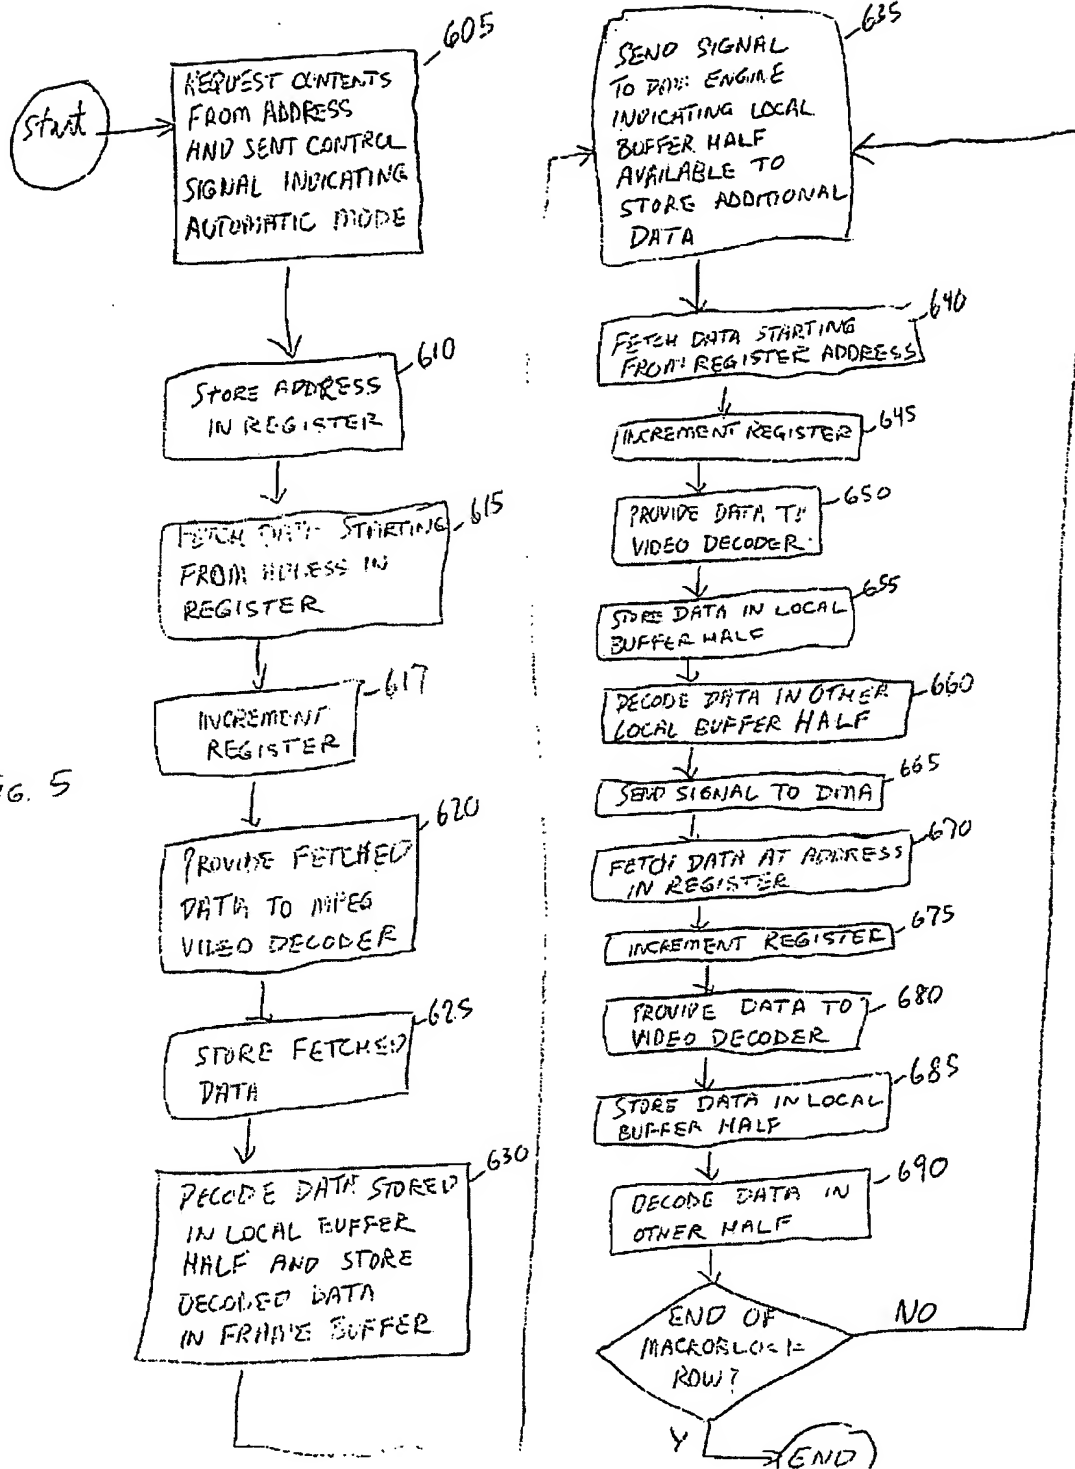 605
REQUEST CONTENTS
FROM ADDRESS
AND SENT CONTROL
SIGNAL INDICATING
AUTOMATIC MODE
Start
610
STORE ADDRESS
IN REGISTER
615
FETCH DATA STARTING
FROM IN
REGISTER
617
INCREMENT
REGISTER
G. 5
620
PROVIDE FETCHED
DATA TO MPEG
VIDEO DECODER
625
STORE FETCHED
DATA
630
DECODE DATA STORED
IN LOCAL BUFFER
HALF AND STORE
DECODED DATA
IN FRAME BUFFER
635
SEND SIGNAL
TO DMA ENGINE
INDICATING LOCAL
BUFFER HALF
AVAILABLE TO
STORE ADDITIONAL
DATA
640
FETCH DATA STARTING
FROM REGISTER ADDRESS
645
INCREMENT REGISTER
650
PROVIDE DATA TO
VIDEO DECODER
655
STORE DATA IN LOCAL
BUFFER HALF
660
DECODE DATA IN OTHER
LOCAL BUFFER HALF
665
SEND SIGNAL TO DMA
670
FETCH DATA AT ADDRESS
IN REGISTER
675
INCREMENT REGISTER
680
PROVIDE DATA TO
VIDEO DECODER
685
STORE DATA IN LOCAL
BUFFER HALF
690
DECODE DATA IN
OTHER HALF
END OF
MACROBLOCK
ROW?
NO
Y
END